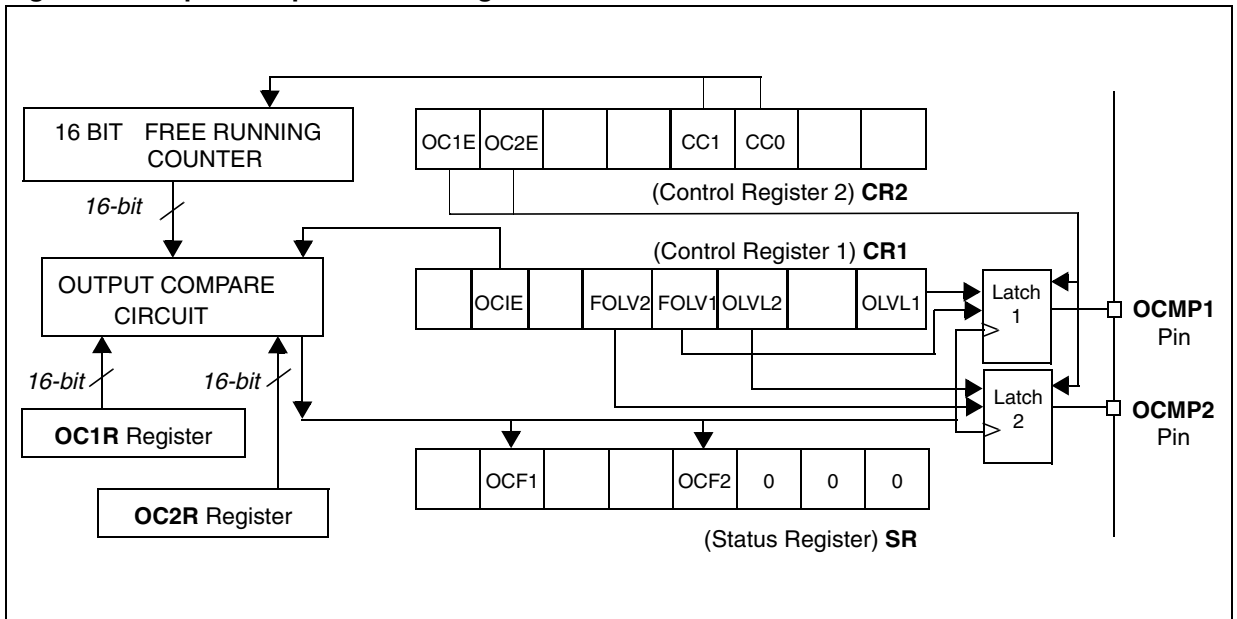 16 BIT FREE RUNNING
COUNTER
OC1E OC2E CC1 CC0
(Control Register 2) CR2
16-bit
(Control Register 1) CR1
OUTPUT COMPARE
CIRCUIT
OCIE FOLV2 FOLV1 OLVL2 OLVL1
Latch
1
OCMP1
Pin
16-bit 16-bit
Latch
2
OCMP2
Pin
OC1R Register
OCF1 OCF2 0 0 0
OC2R Register
(Status Register) SR